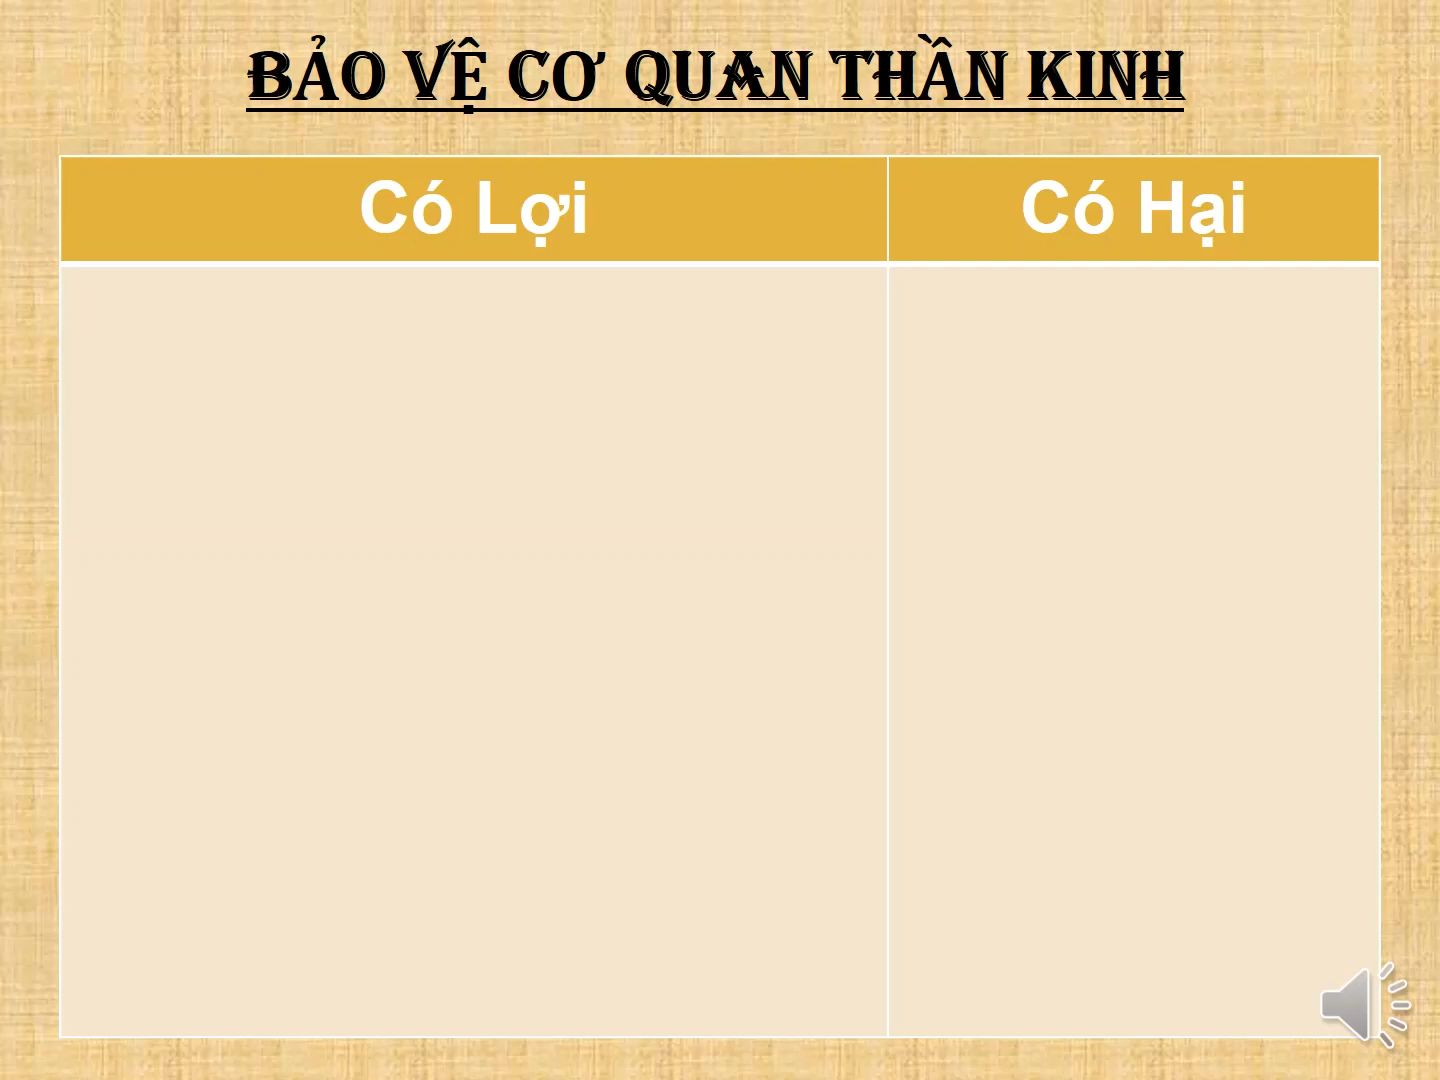 BẢO VỆ CƠ QUAN THẦN KINH
Có Lợi
Có Hại